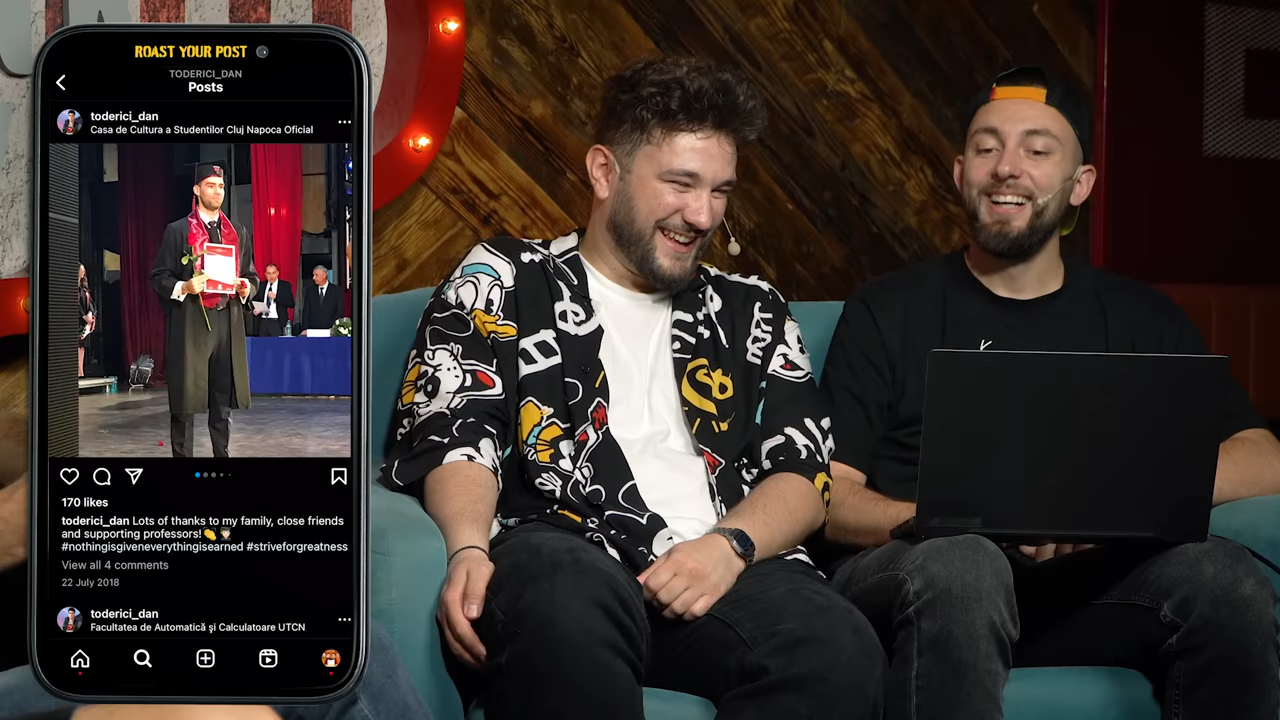 ROAST YOUR POST
TODERICI_DAN
Posts
toderici_dan
Casa de Cultura a Studentilor Cluj Napoca Oficial
170 likes
toderici_dan Lots of thanks to my family, close friends
and supporting professors!👏👨🏻‍🎓
#nothingisgiveneverythingisearned #striveforgreatness
View all 4 comments
22 July 2018
toderici_dan
Facultatea de Automatică și Calculatoare UTCN